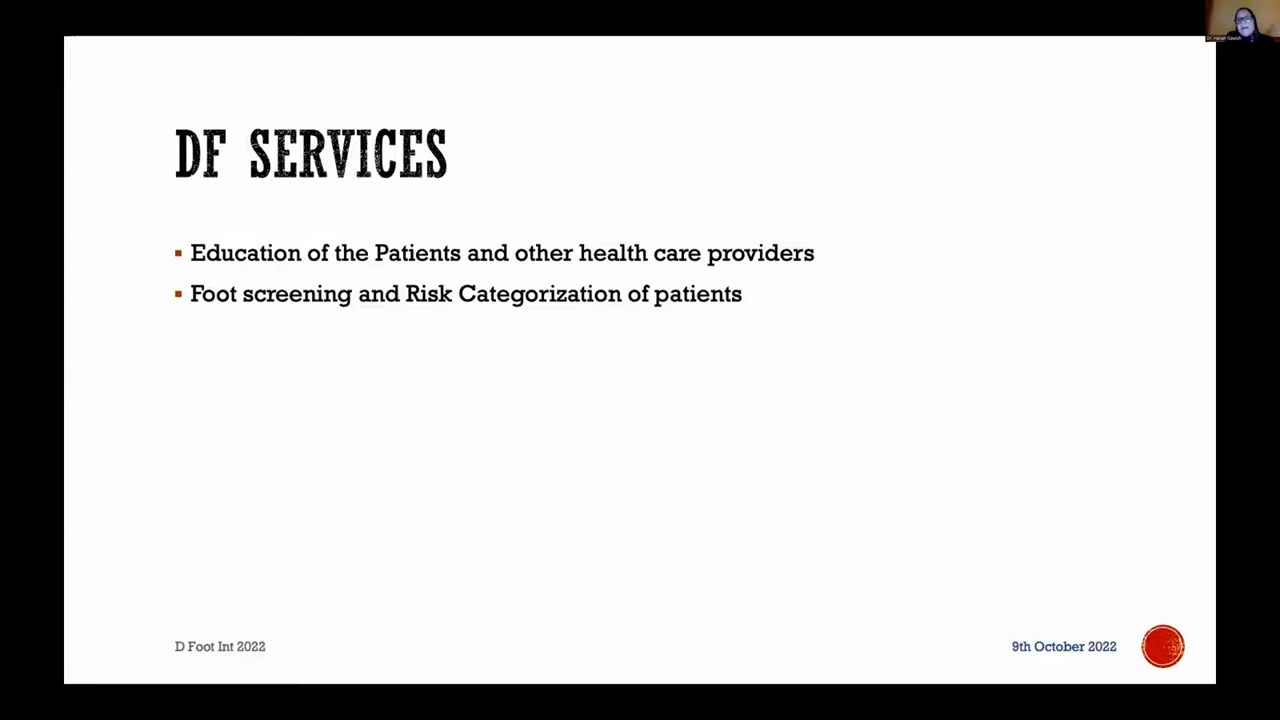 DF SERVICES
Education of the Patients and other health care providers
Foot screening and Risk Categorization of patients
D Foot Int 2022
9th October 2022